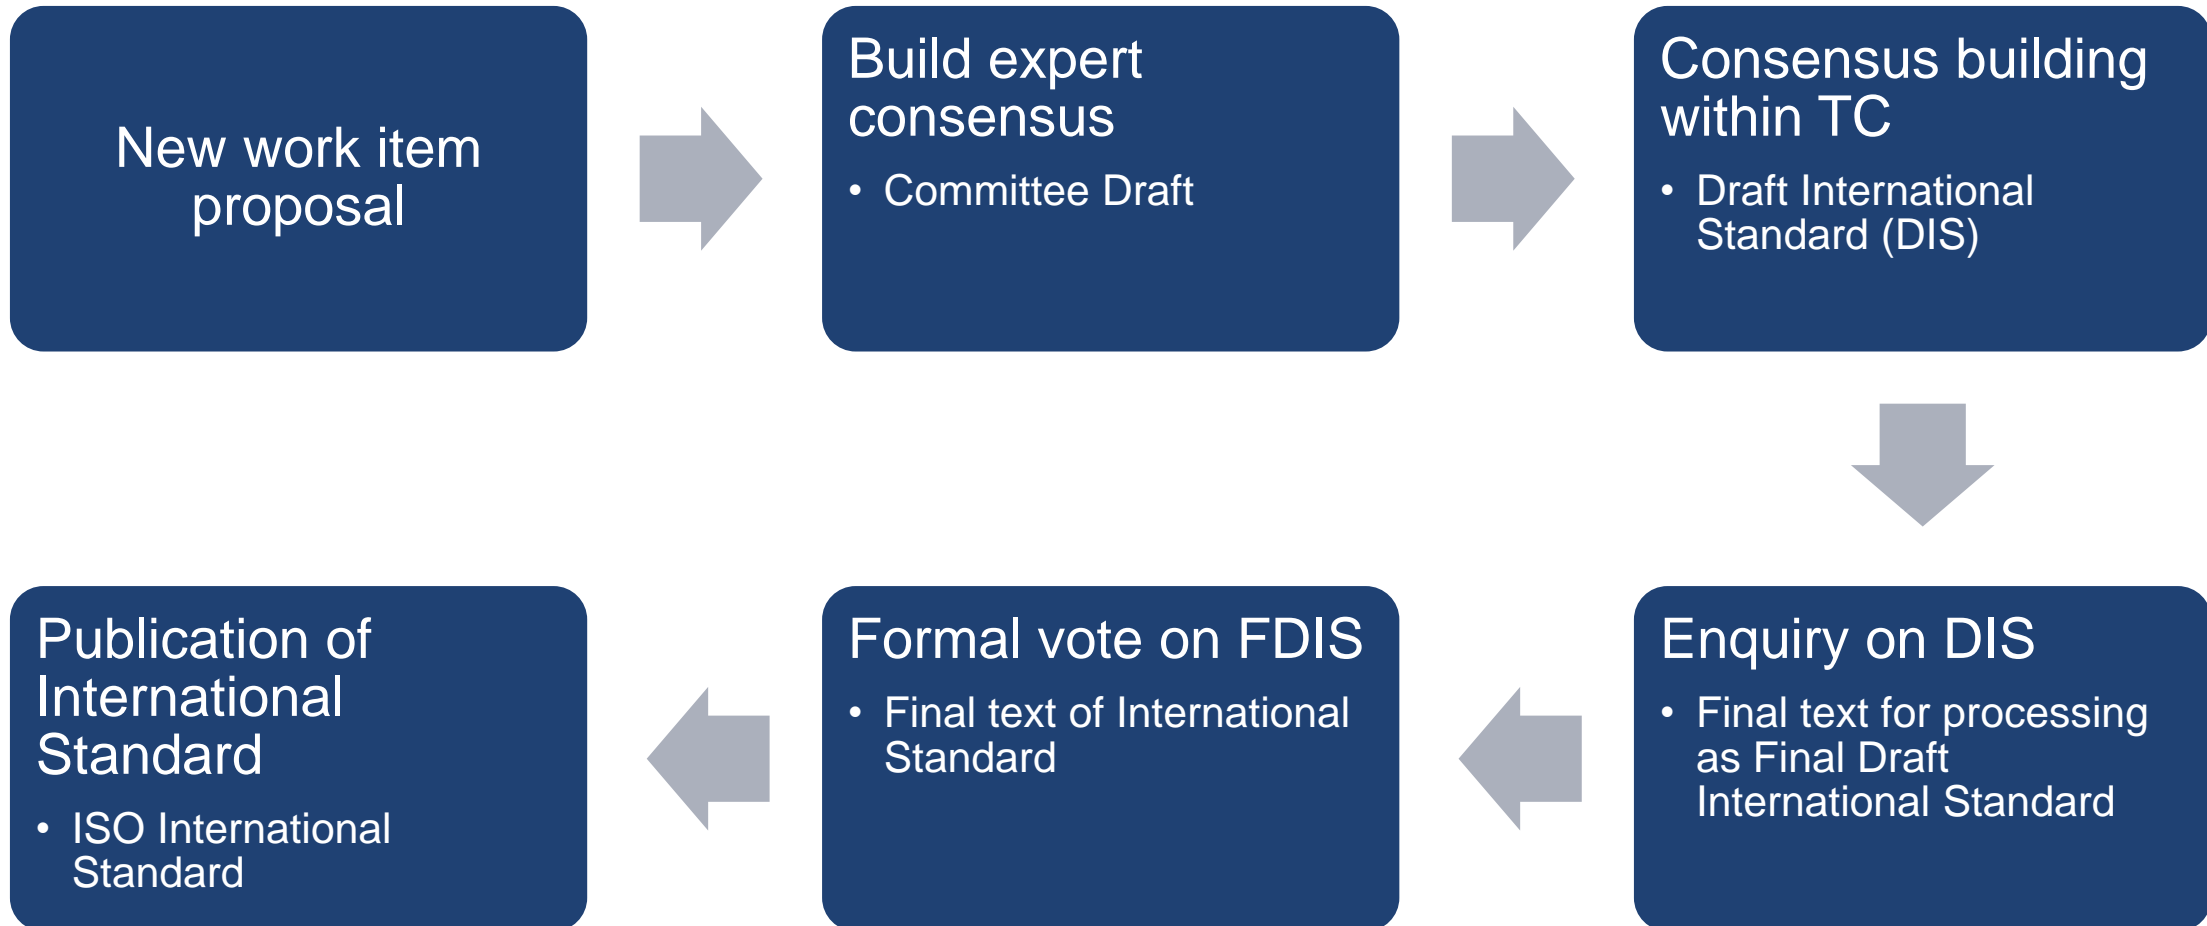 New work item
proposal
Build expert
consensus
• Committee Draft
Consensus building
within TC
• Draft International
Standard (DIS)
Enquiry on DIS
• Final text for processing
as Final Draft
International Standard
Formal vote on FDIS
• Final text of International
Standard
Publication of
International
Standard
• ISO International
Standard